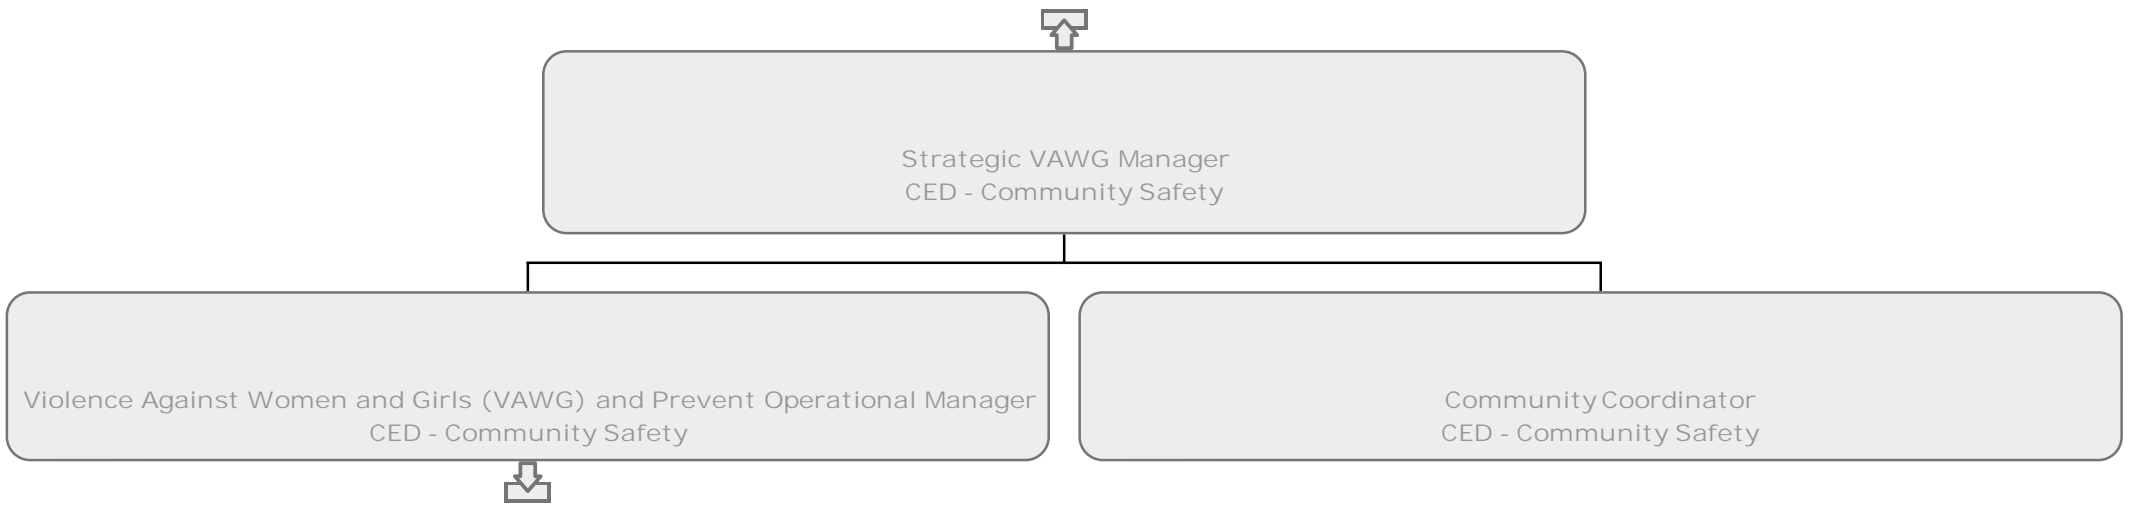 Strategic VAWG Manager
CED - Community Safety
Violence Against Women and Girls (VAWG) and Prevent Operational Manager
CED - Community Safety
Community Coordinator
CED - Community Safety